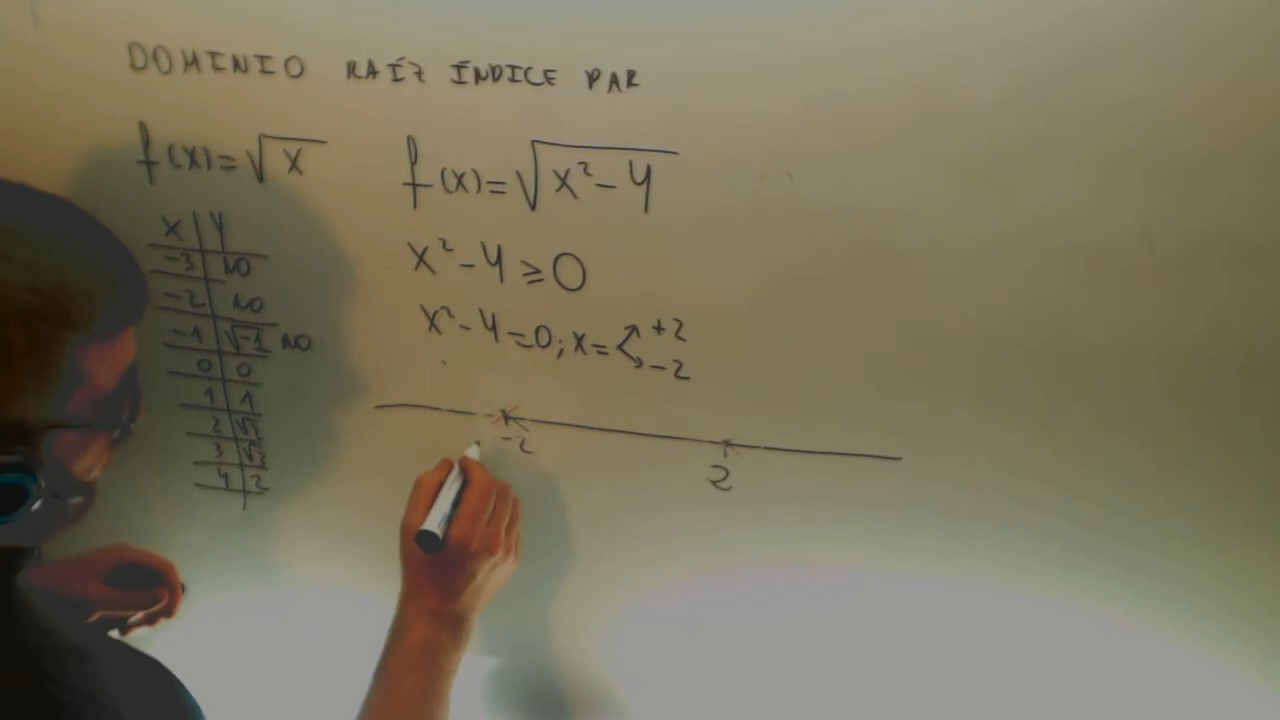 DOMINIO RAÍZ ÍNDICE PAR
f(x)=√x
x | y
-3 | NO
-2 | NO
-1 | √-1 NO
0 | 0
1 | 1
2 | √2
3 | √3
4 | 2
f(x)=√x²-4
x²-4≥0
x²-4=0; x= +2
-2
-2
2